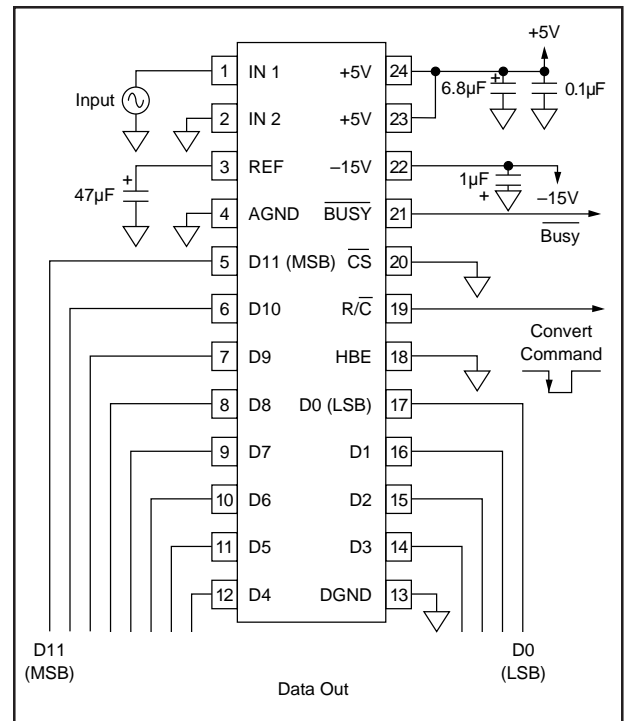 +5V
1 IN 1 +5V 24
6.8µF + 0.1µF
Input
2 IN 2 +5V 23
3 REF –15V 22
+
47µF
1µF
+
–15V
4 AGND B̅U̅S̅Y̅ 21
B̅u̅s̅y̅
5 D11 (MSB) C̅S̅ 20
6 D10 R/C̅ 19
Convert
Command
7 D9 HBE 18
8 D8 D0 (LSB) 17
9 D7 D1 16
10 D6 D2 15
11 D5 D3 14
12 D4 DGND 13
D11
(MSB)
D0
(LSB)
Data Out